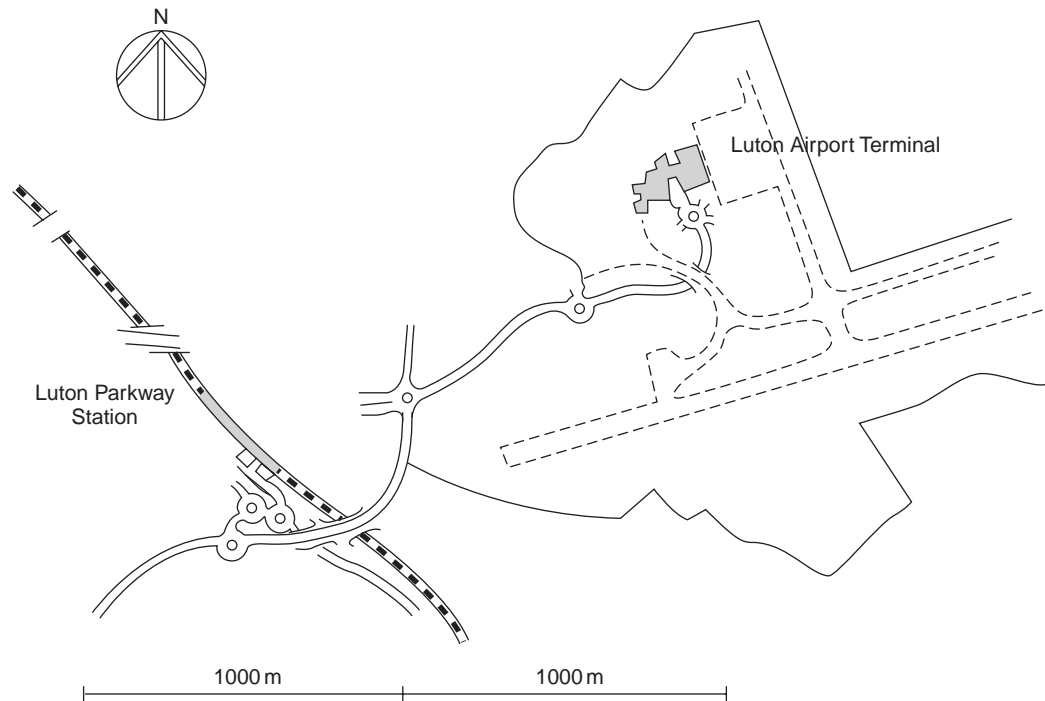 N
Luton Airport Terminal
Luton Parkway
Station
1000 m
1000 m